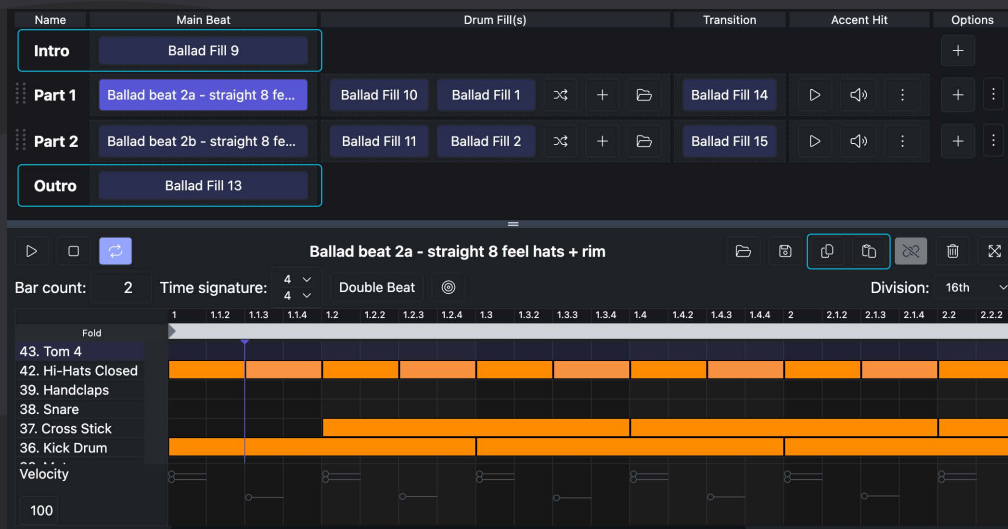 Name Main Beat Drum Fill(s) Transition Accent Hit Options
Intro Ballad Fill 9
Part 1 Ballad beat 2a - straight 8 fe... Ballad Fill 10 Ballad Fill 1 Ballad Fill 14
Part 2 Ballad beat 2b - straight 8 fe... Ballad Fill 11 Ballad Fill 2 Ballad Fill 15
Outro Ballad Fill 13
Ballad beat 2a - straight 8 feel hats + rim
Bar count: 2 Time signature: 4 4 Double Beat Division: 16th
1 1.1.2 1.1.3 1.1.4 1.2 1.2.2 1.2.3 1.2.4 1.3 1.3.2 1.3.3 1.3.4 1.4 1.4.2 1.4.3 1.4.4 2 2.1.2 2.1.3 2.1.4 2.2 2.2.2
Fold
43. Tom 4
42. Hi-Hats Closed
39. Handclaps
38. Snare
37. Cross Stick
36. Kick Drum
Velocity
100